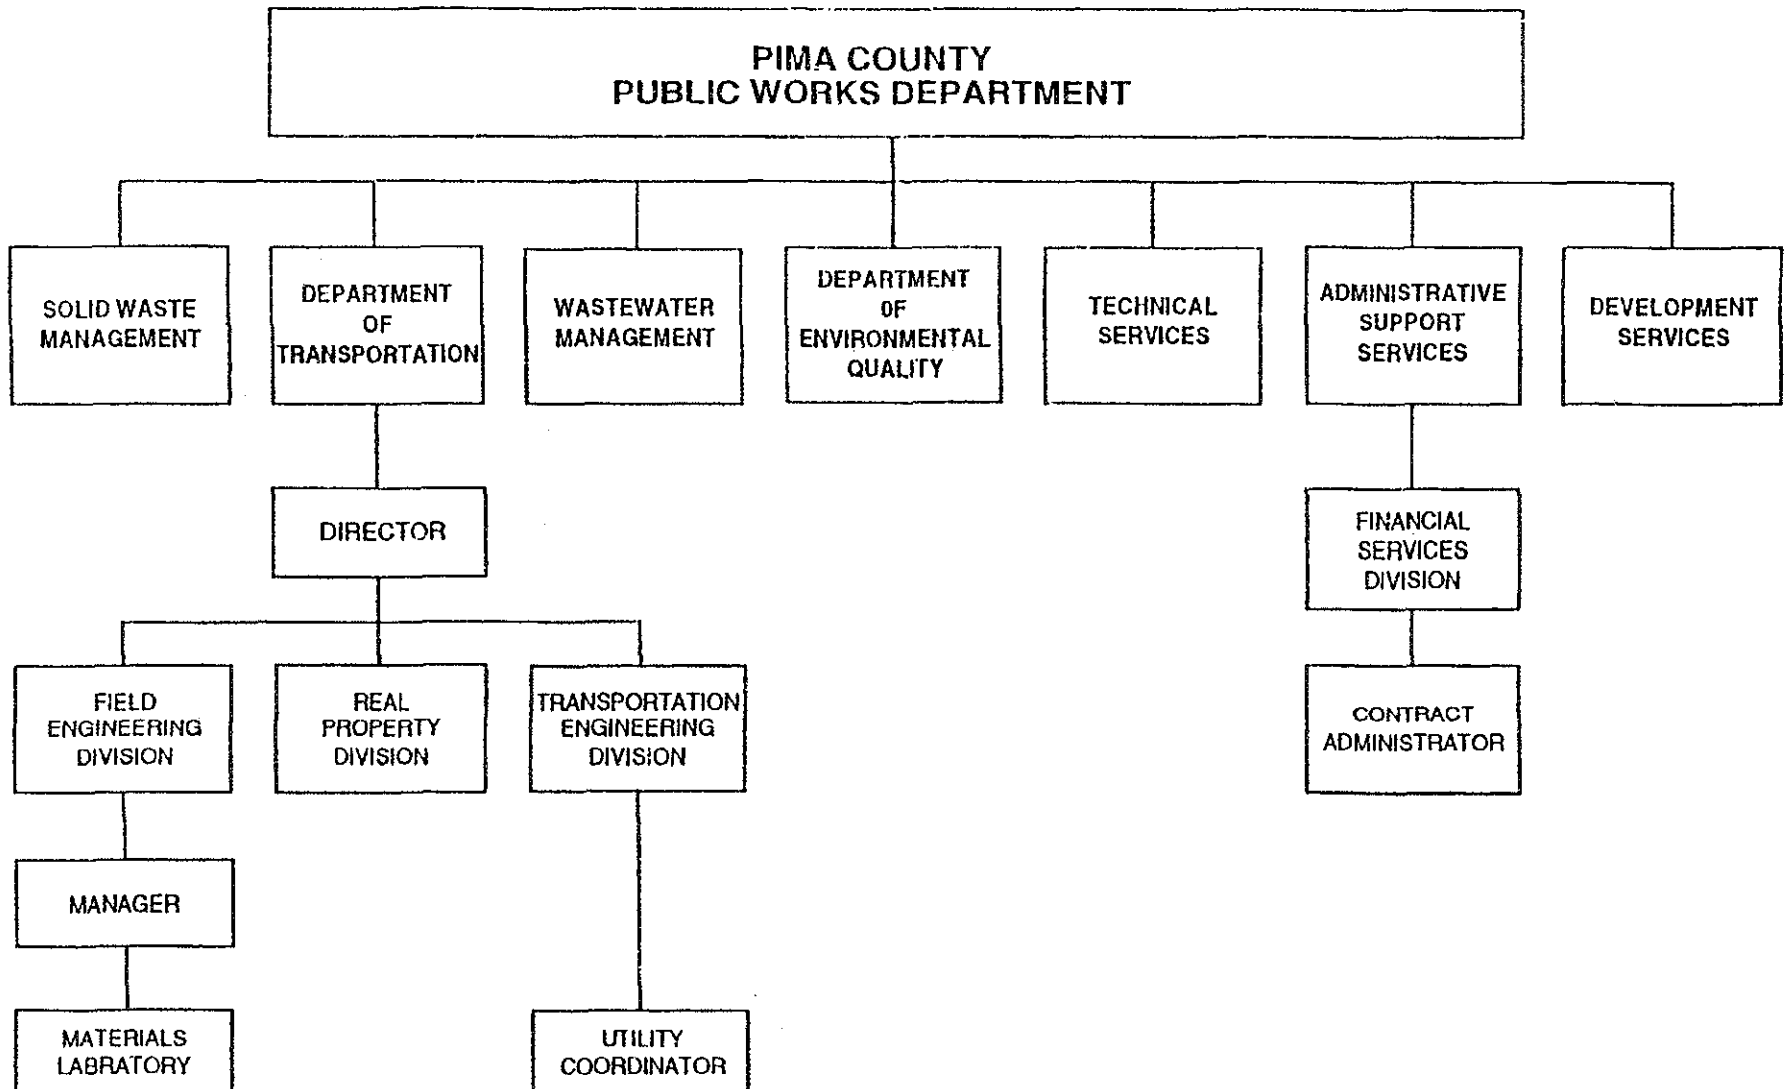 PIMA COUNTY
PUBLIC WORKS DEPARTMENT
SOLID WASTE
MANAGEMENT
DEPARTMENT
OF
TRANSPORTATION
WASTEWATER
MANAGEMENT
DEPARTMENT
OF
ENVIRONMENTAL
QUALITY
TECHNICAL
SERVICES
ADMINISTRATIVE
SUPPORT
SERVICES
DEVELOPMENT
SERVICES
DIRECTOR
FINANCIAL
SERVICES
DIVISION
FIELD
ENGINEERING
DIVISION
REAL
PROPERTY
DIVISION
TRANSPORTATION
ENGINEERING
DIVISION
CONTRACT
ADMINISTRATOR
MANAGER
MATERIALS
LABRATORY
UTILITY
COORDINATOR